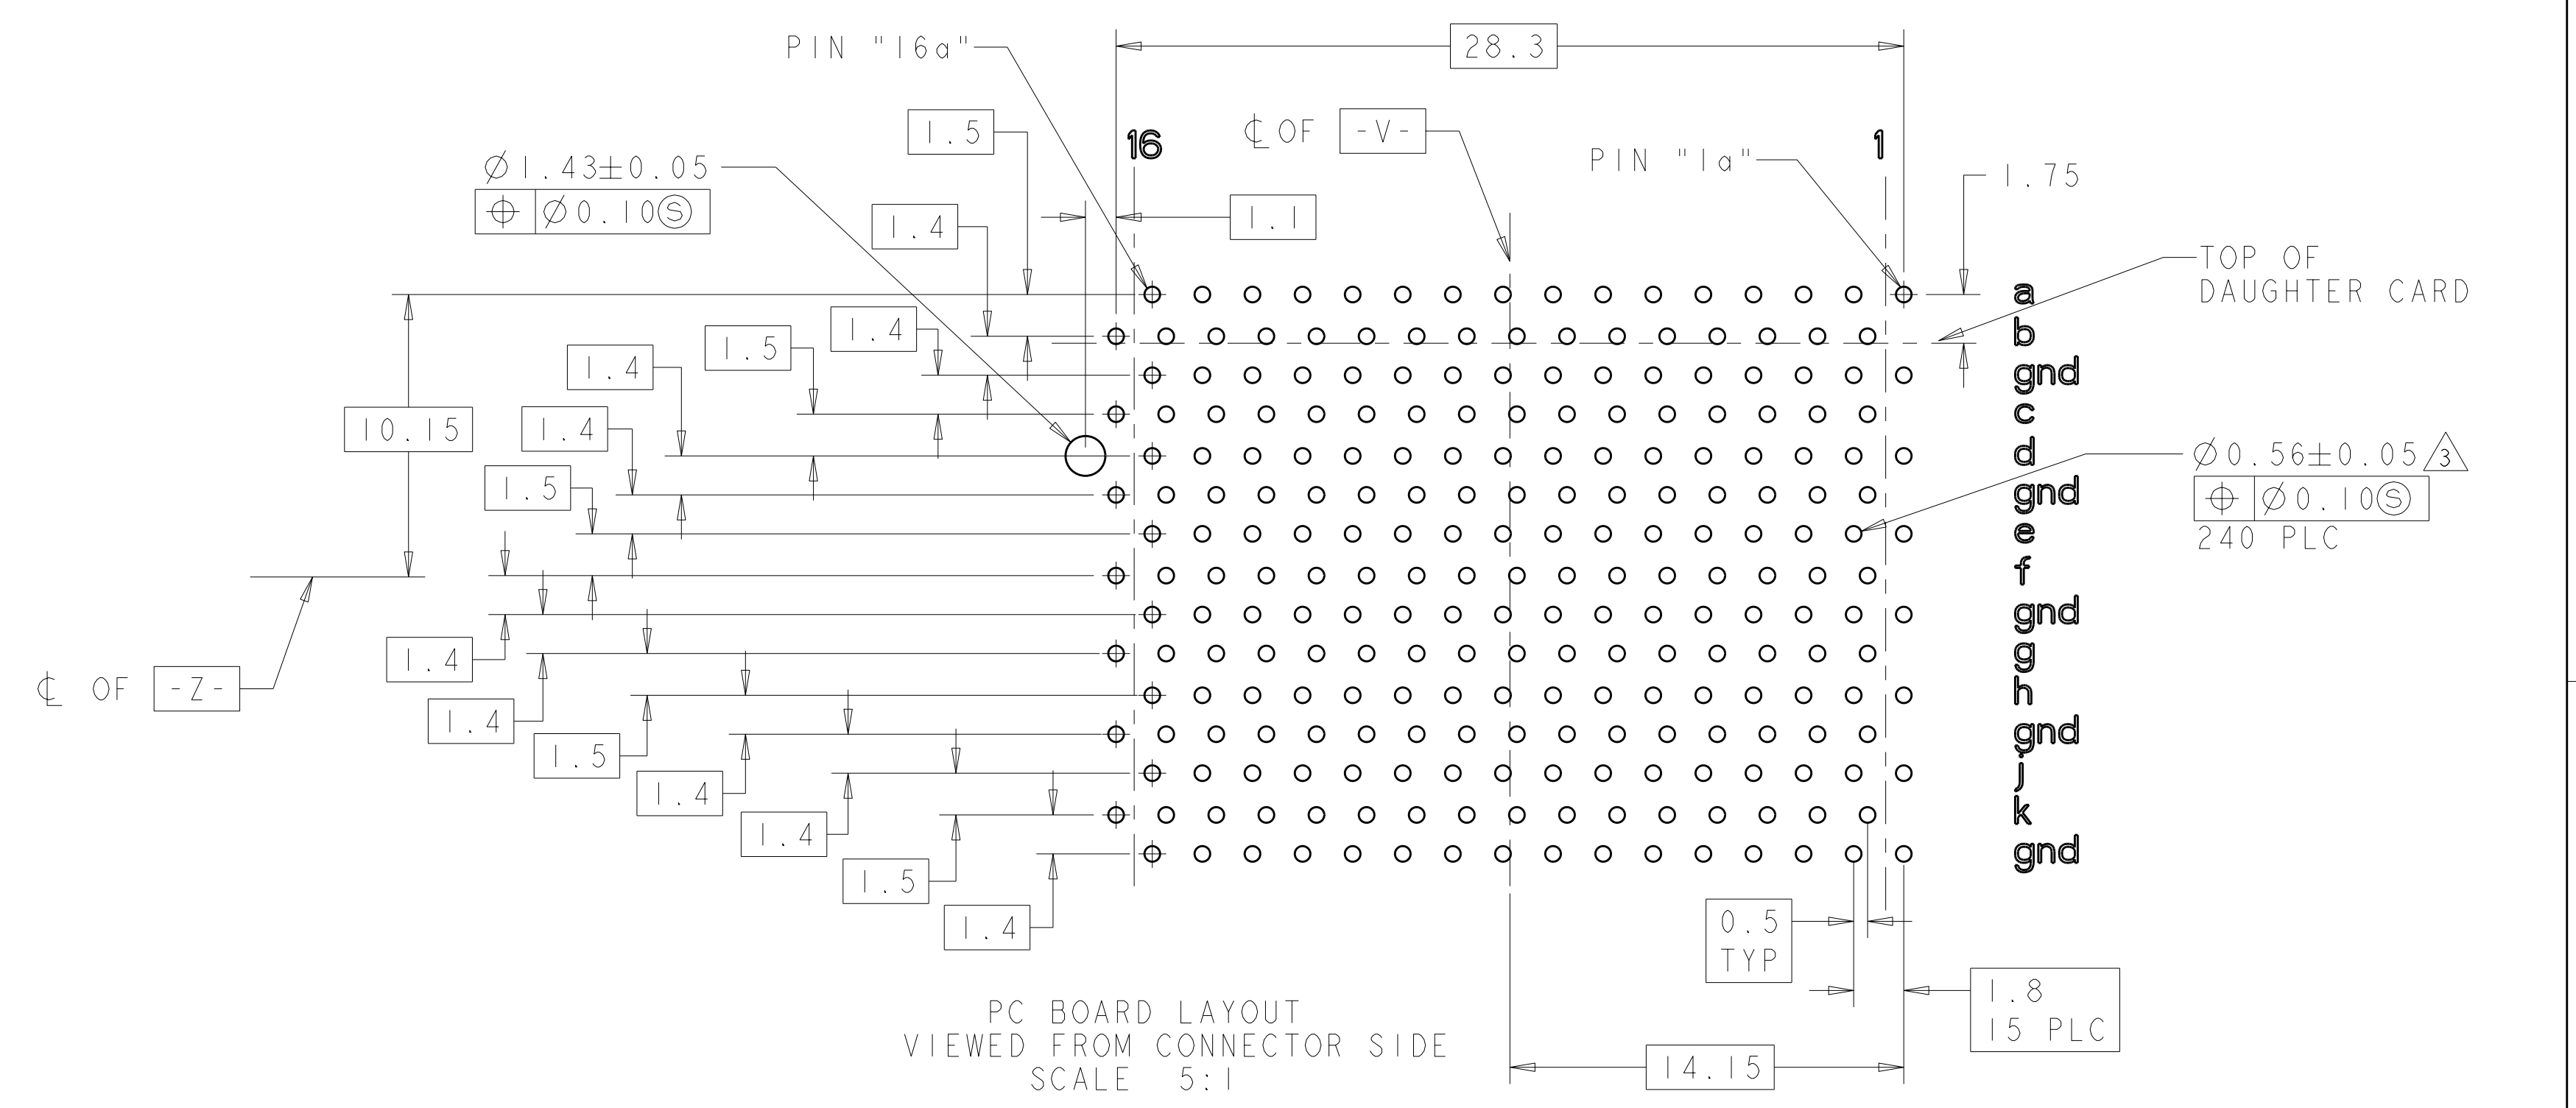 PIN "16a"
28.3
1.5
℄ OF -V-
16
1
PIN "1a"
1.75
Ø1.43±0.05
⌖ Ø0.10Ⓢ
1.4
1.1
TOP OF
DAUGHTER CARD
a
b
gnd
c
d
gnd
e
f
gnd
g
h
gnd
j
k
gnd
1.4
1.5
1.4
10.15
1.4
1.5
Ø0.56±0.05 3
⌖ Ø0.10Ⓢ
240 PLC
℄ OF -Z-
1.4
1.4
1.5
1.4
1.4
1.5
1.4
0.5
TYP
1.8
15 PLC
14.15
PC BOARD LAYOUT
VIEWED FROM CONNECTOR SIDE
SCALE 5:1